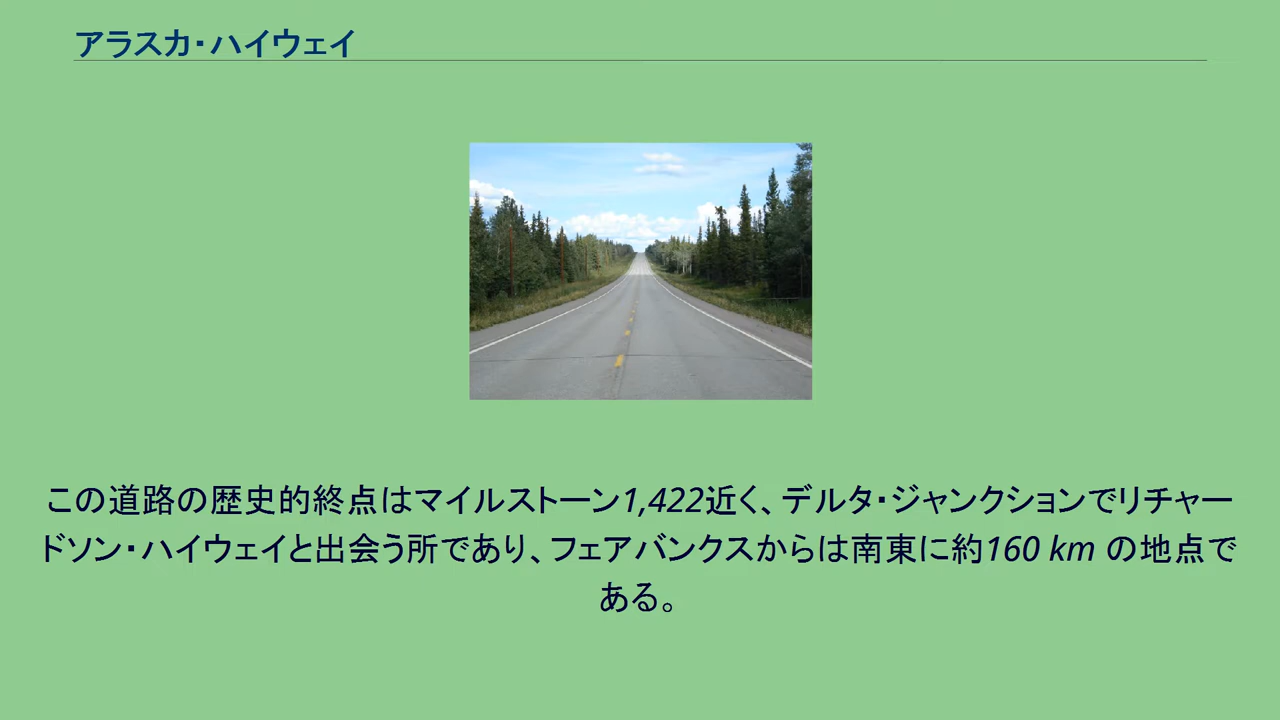 アラスカ・ハイウェイ
この道路の歴史的終点はマイルストーン1,422近く、デルタ・ジャンクションでリチャー
ドソン・ハイウェイと出会う所であり、フェアバンクスからは南東に約160 km の地点で
ある。